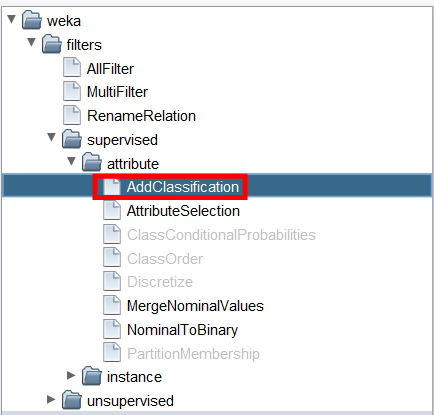 weka
filters
AllFilter
MultiFilter
RenameRelation
supervised
attribute
AddClassification
AttributeSelection
ClassConditionalProbabilities
ClassOrder
Discretize
MergeNominalValues
NominalToBinary
PartitionMembership
instance
unsupervised